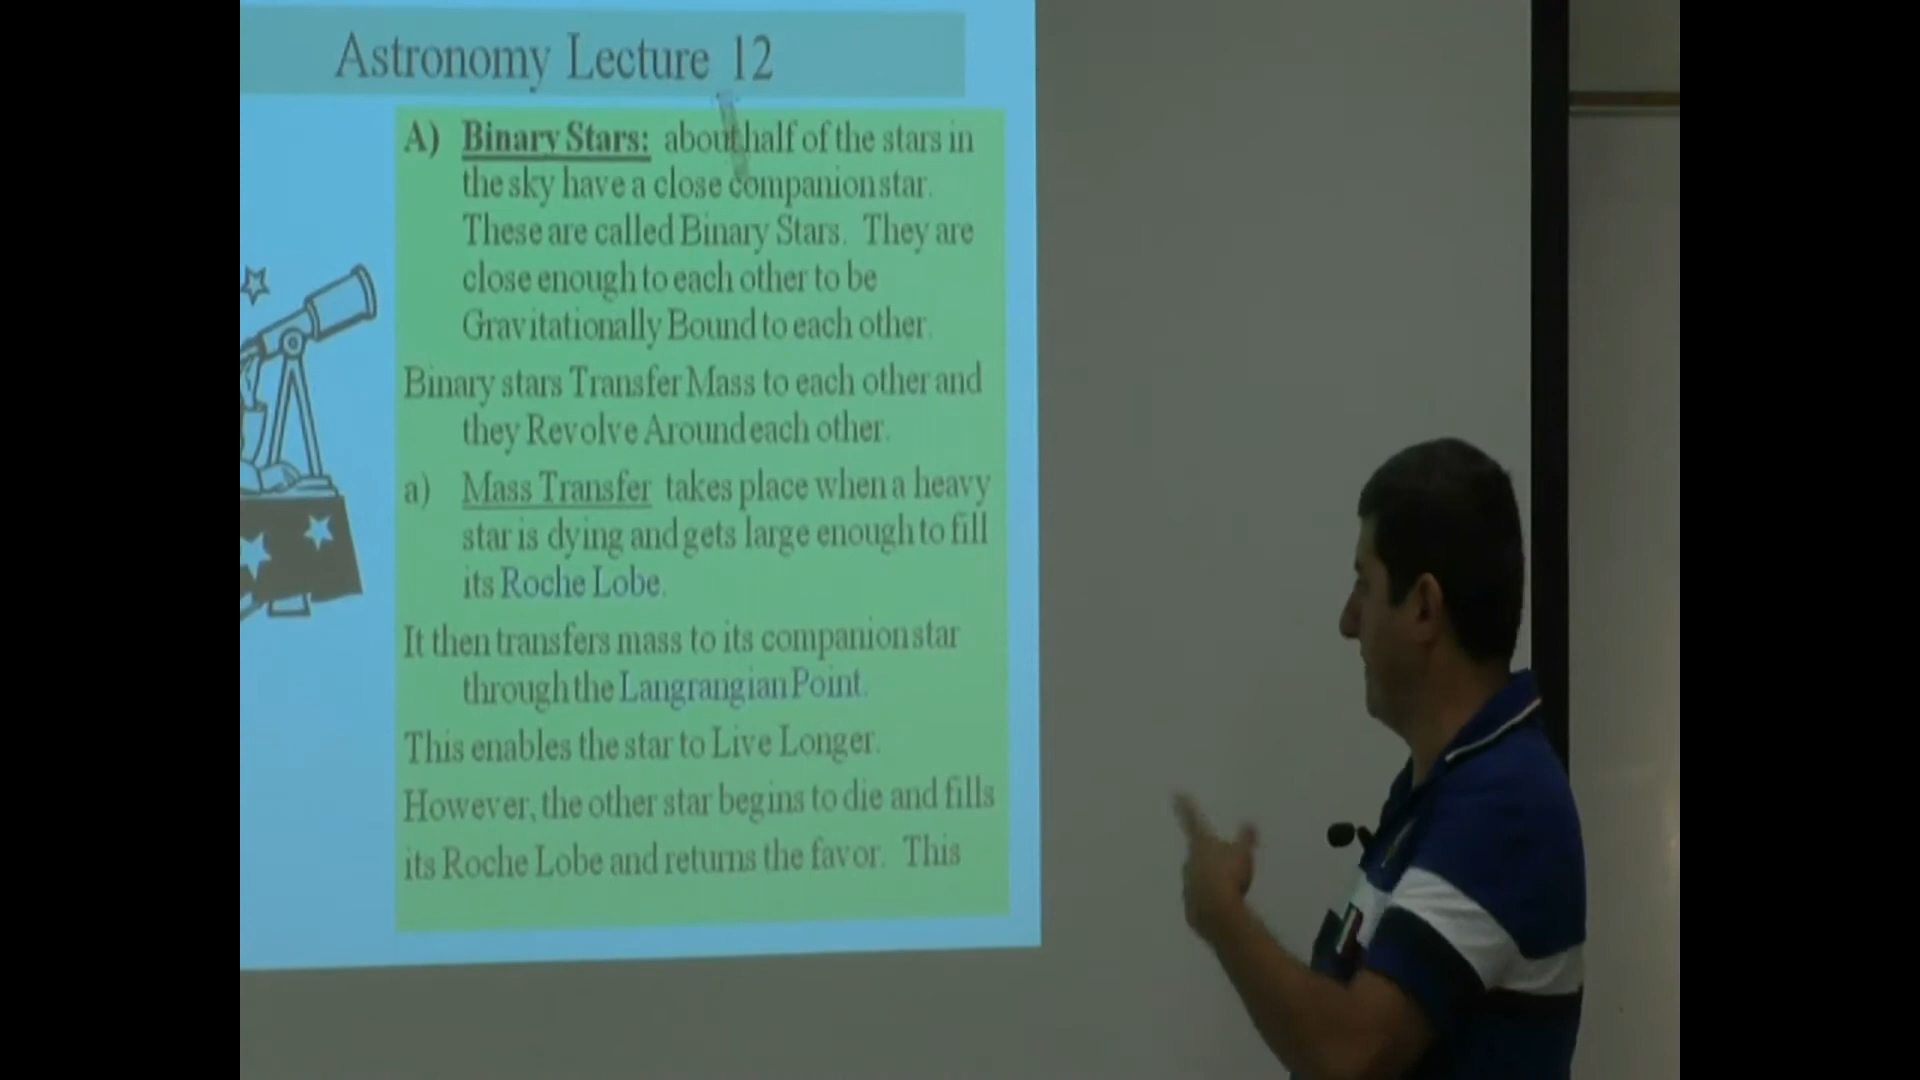 Astronomy Lecture 12
A) Binary Stars: about half of the stars in
the sky have a close companion star.
These are called Binary Stars. They are
close enough to each other to be
Gravitationally Bound to each other.
Binary stars Transfer Mass to each other and
they Revolve Around each other.
a) Mass Transfer takes place when a heavy
star is dying and gets large enough to fill
its Roche Lobe.
It then transfers mass to its companion star
through the Langrangian Point.
This enables the star to Live Longer.
However, the other star begins to die and fills
its Roche Lobe and returns the favor. This